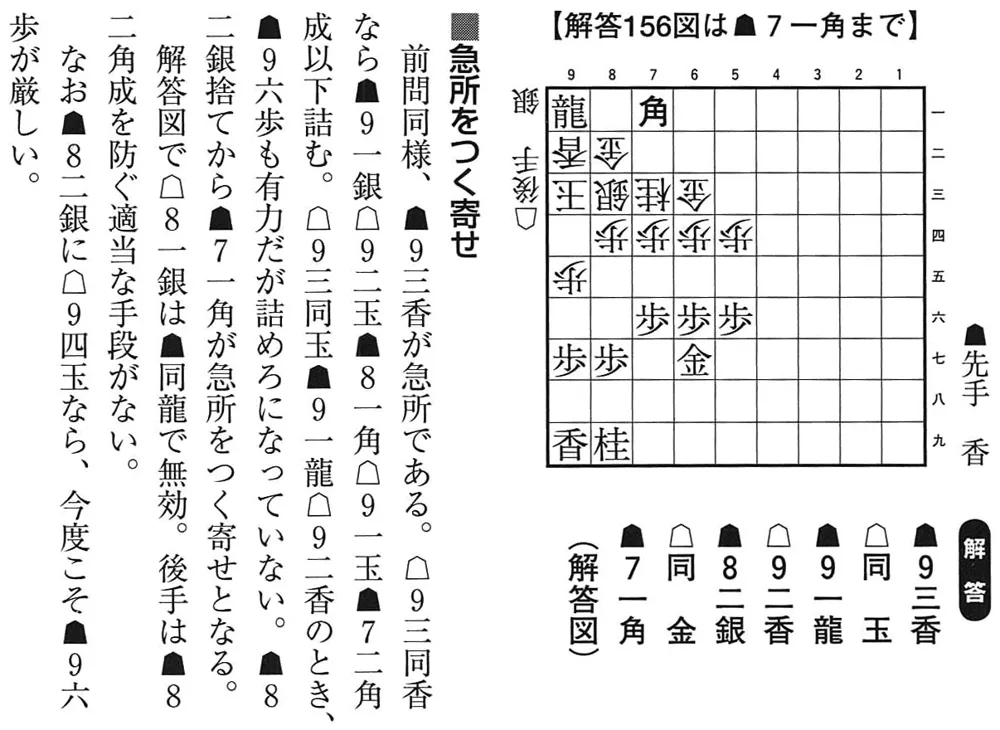 【解答156図は▲７一角まで】
９ ８ ７ ６ ５ ４ ３ ２ １
龍 角 一
香 金 二
王 銀 桂 金 三
歩 歩 歩 歩 四
歩 五
歩 歩 歩 六
歩 歩 金 七
八
香 桂 九
△後手 銀
▲先手 香
解答
▲９三香
△同玉
▲９一龍
△９二香
▲８二銀
△同金
▲７一角
（解答図）
■急所をつく寄せ
前問同様、▲９三香が急所である。△９三同香
なら▲９一銀△９二玉▲８一角△９一玉▲７二角
成以下詰む。△９三同玉▲９一龍△９二香のとき、
▲９六歩も有力だが詰めろになっていない。▲８
二銀捨てから▲７一角が急所をつく寄せとなる。
解答図で△８一銀は▲同龍で無効。後手は▲８
二角成を防ぐ適当な手段がない。
なお▲８二銀に△９四玉なら、今度こそ▲９六
歩が厳しい。